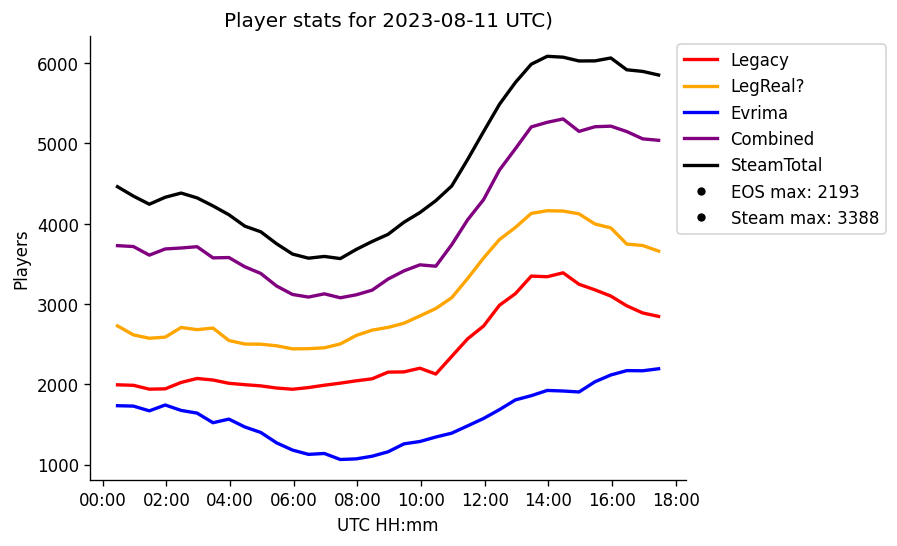 Player stats for 2023-08-11 UTC)
6000
5000
4000
3000
2000
1000
Players
00:00 02:00 04:00 06:00 08:00 10:00 12:00 14:00 16:00 18:00
UTC HH:mm
Legacy
LegReal?
Evrima
Combined
SteamTotal
EOS max: 2193
Steam max: 3388